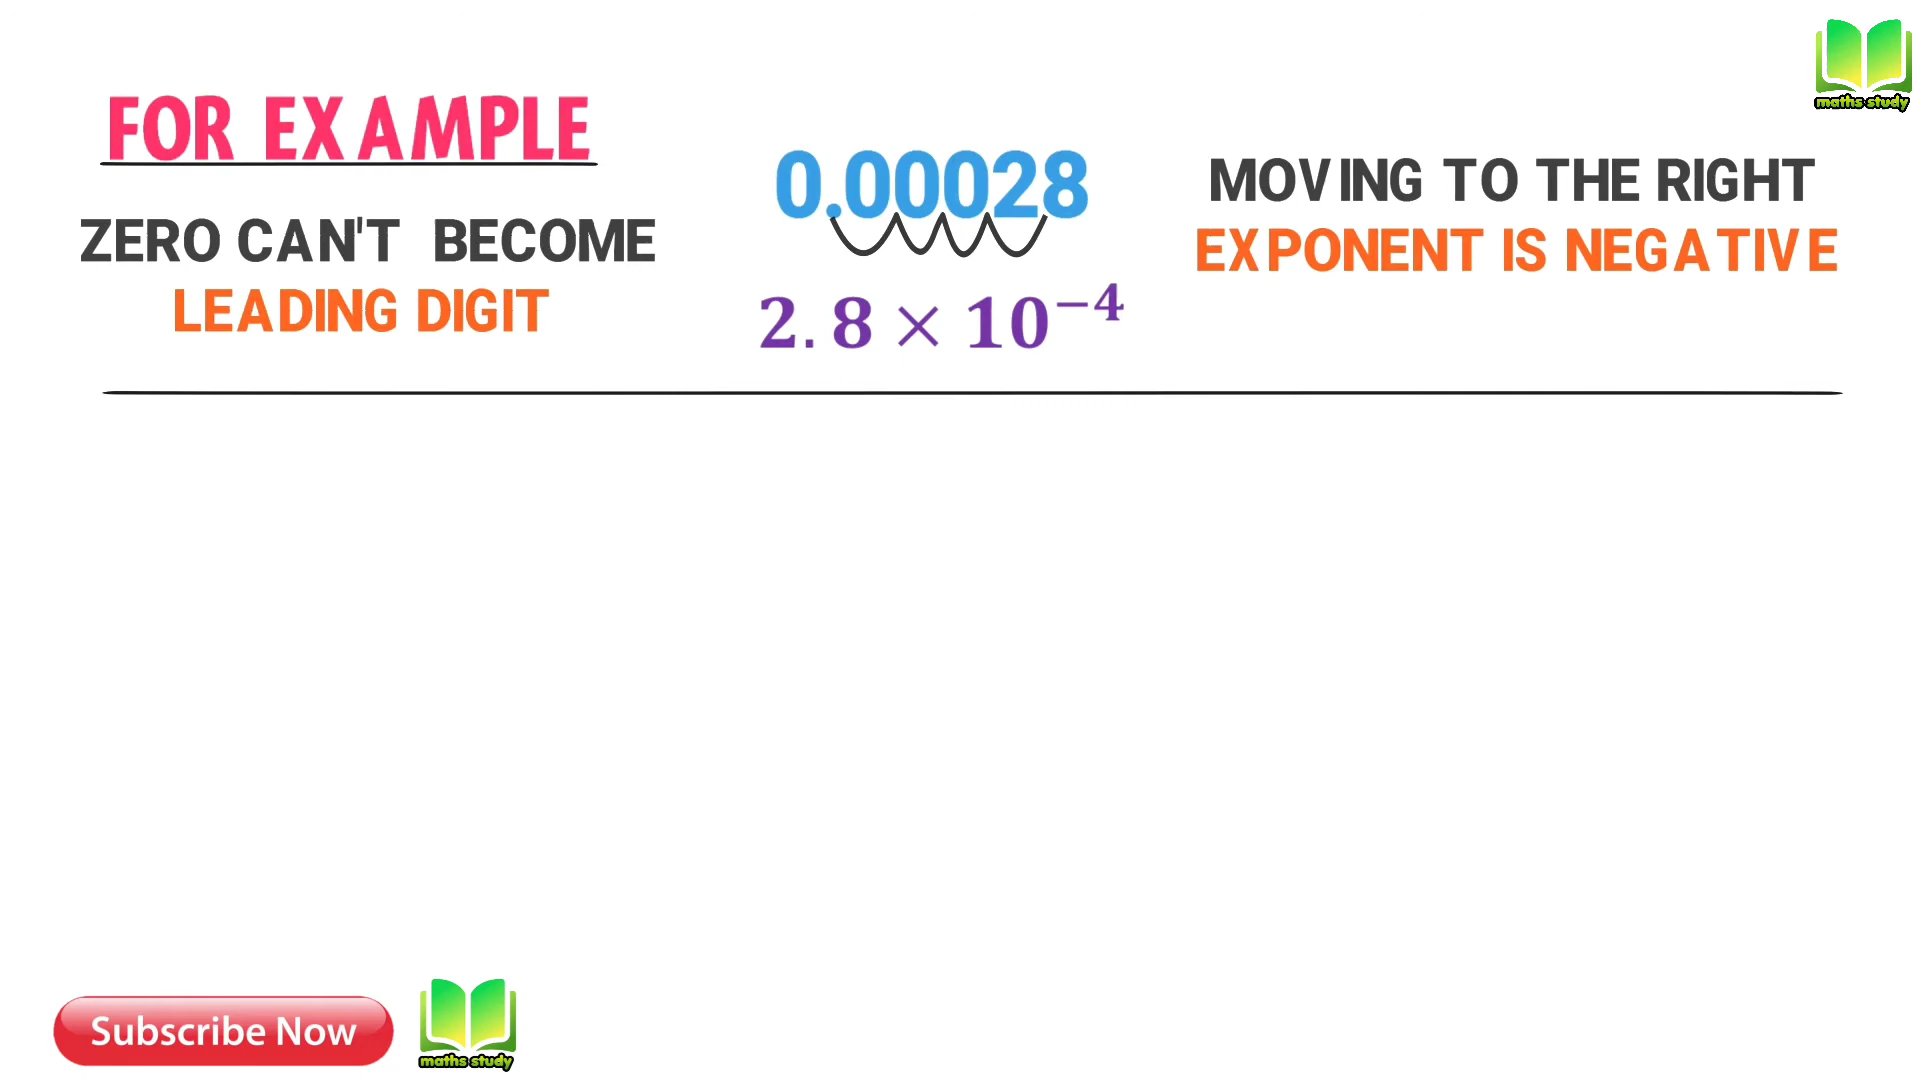 maths study
FOR EXAMPLE
ZERO CAN'T BECOME
LEADING DIGIT
0.00028
2.8 × 10⁻⁴
MOVING TO THE RIGHT
EXPONENT IS NEGATIVE
Subscribe Now
maths study